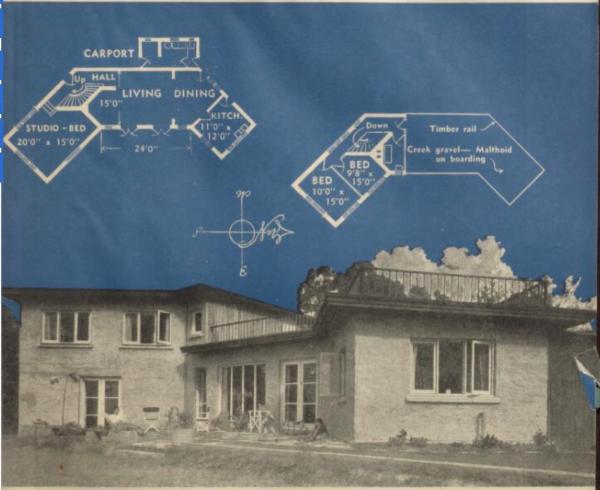 CARPORT
Up HALL
15'0"
LIVING DINING
KITCH.
11'0" x
12'0"
STUDIO-BED
20'0" x 15'0"
24'0"
Down
Timber rail
Creek gravel— Malthoid
on boarding
BED
9'8" x
15'0"
BED
10'0" x
15'0"
E